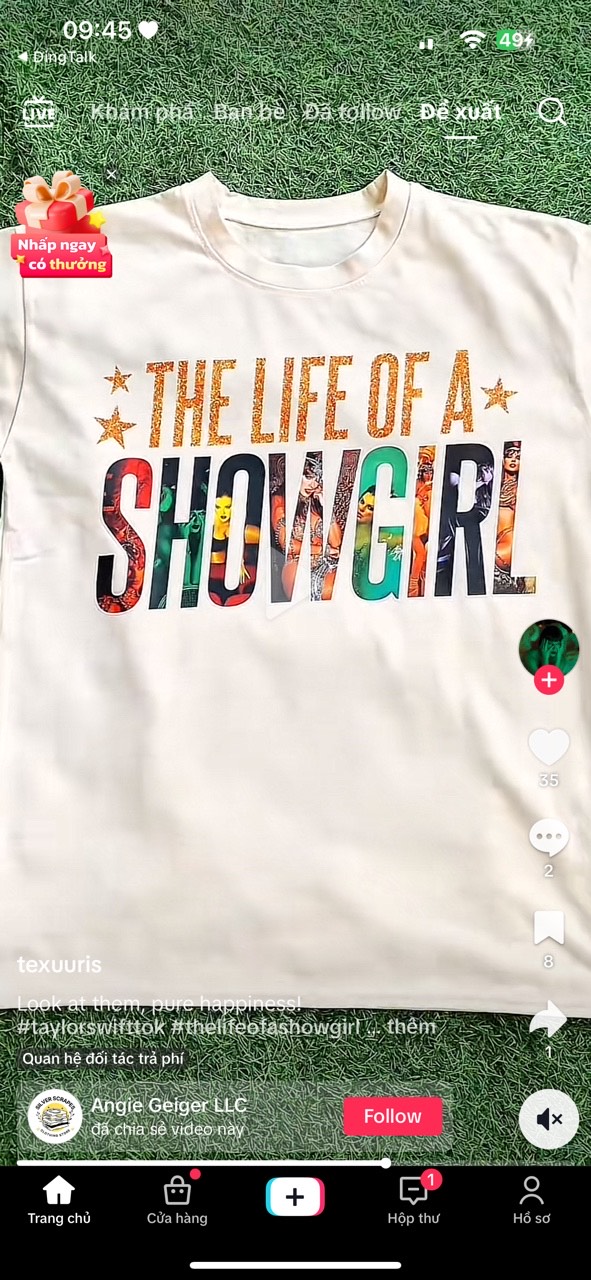 09:45
49
DingTalk
LIVE
Khám phá
Bạn bè
Đã follow
Đề xuất
Nhấp ngay
có thưởng
THE LIFE OF A
SHOWGIRL
35
2
8
texuuris
Look at them, pure happiness!
#taylorswifttok #thelifeofashowgirl ... thêm
1
Quan hệ đối tác trả phí
SILVER SCRAPES
Angie Geiger LLC
đã chia sẻ video này
Follow
Trang chủ
Cửa hàng
1
Hộp thư
Hồ sơ